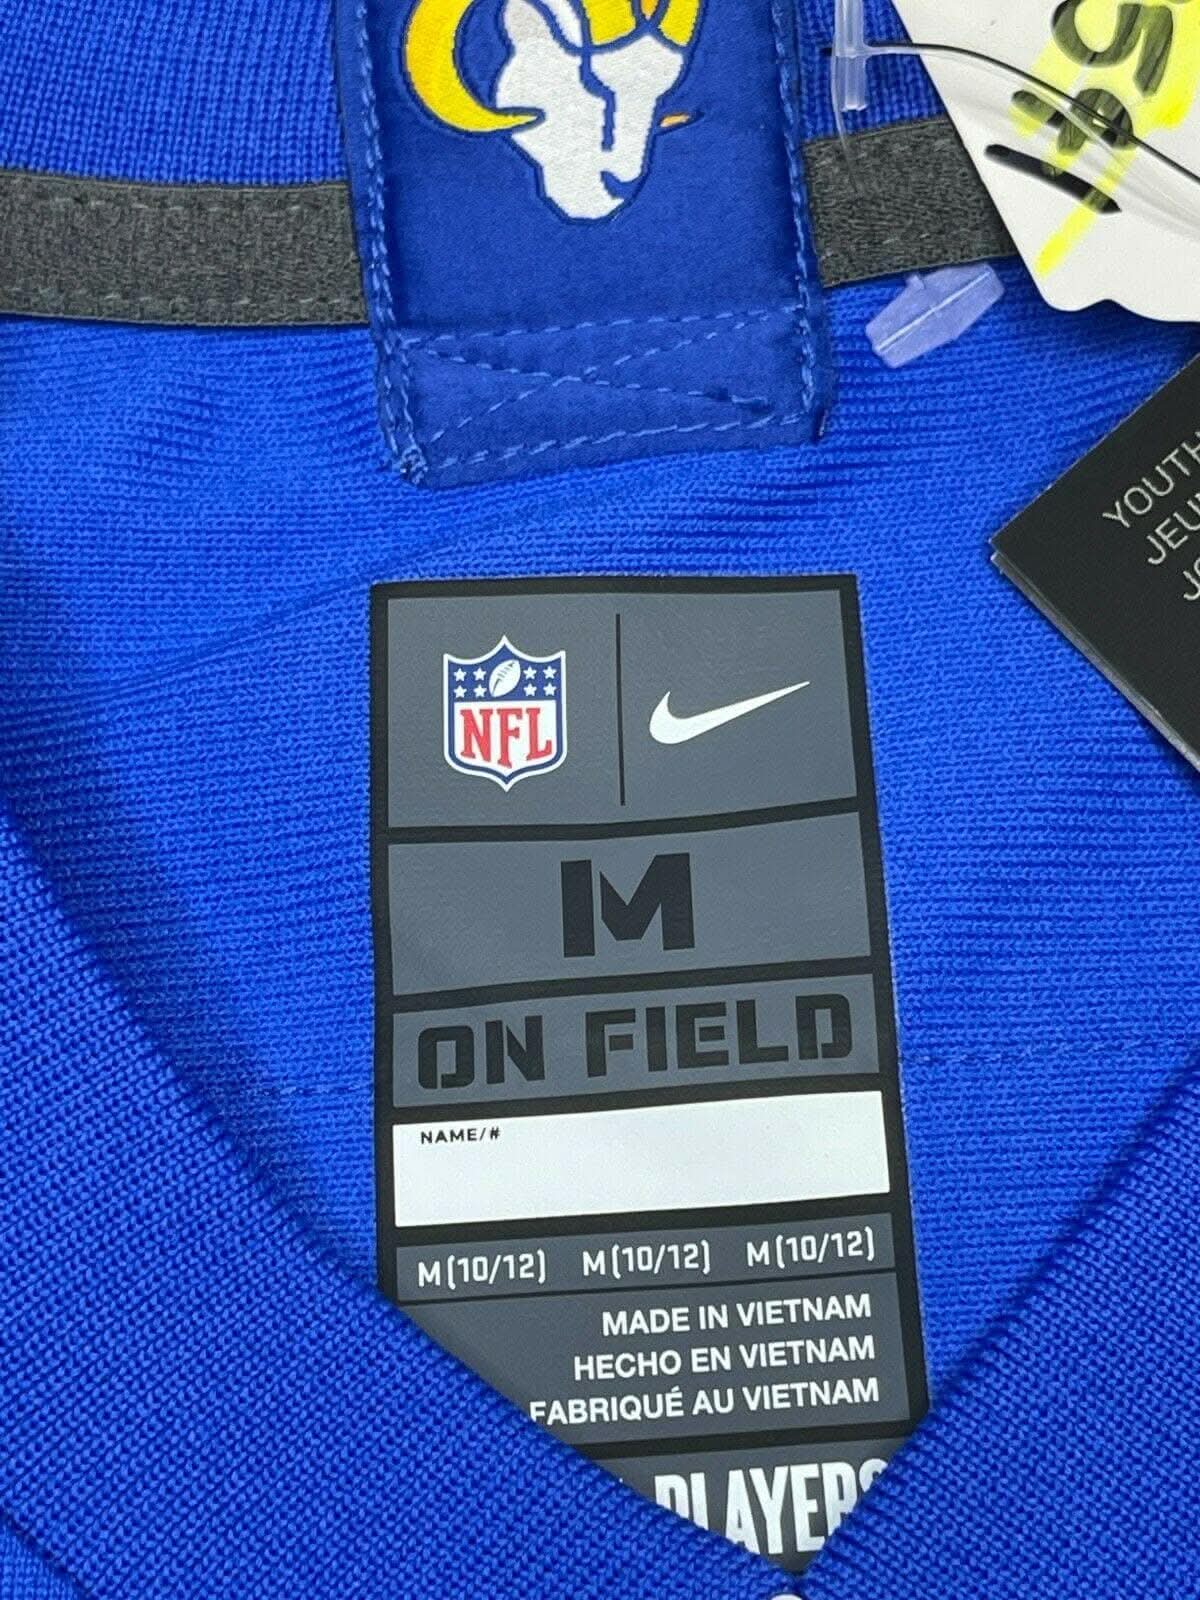 YOUTH
NFL
M
ON FIELD
NAME/#
M(10/12) M(10/12) M(10/12)
MADE IN VIETNAM
HECHO EN VIETNAM
FABRIQUÉ AU VIETNAM
PLAYERS